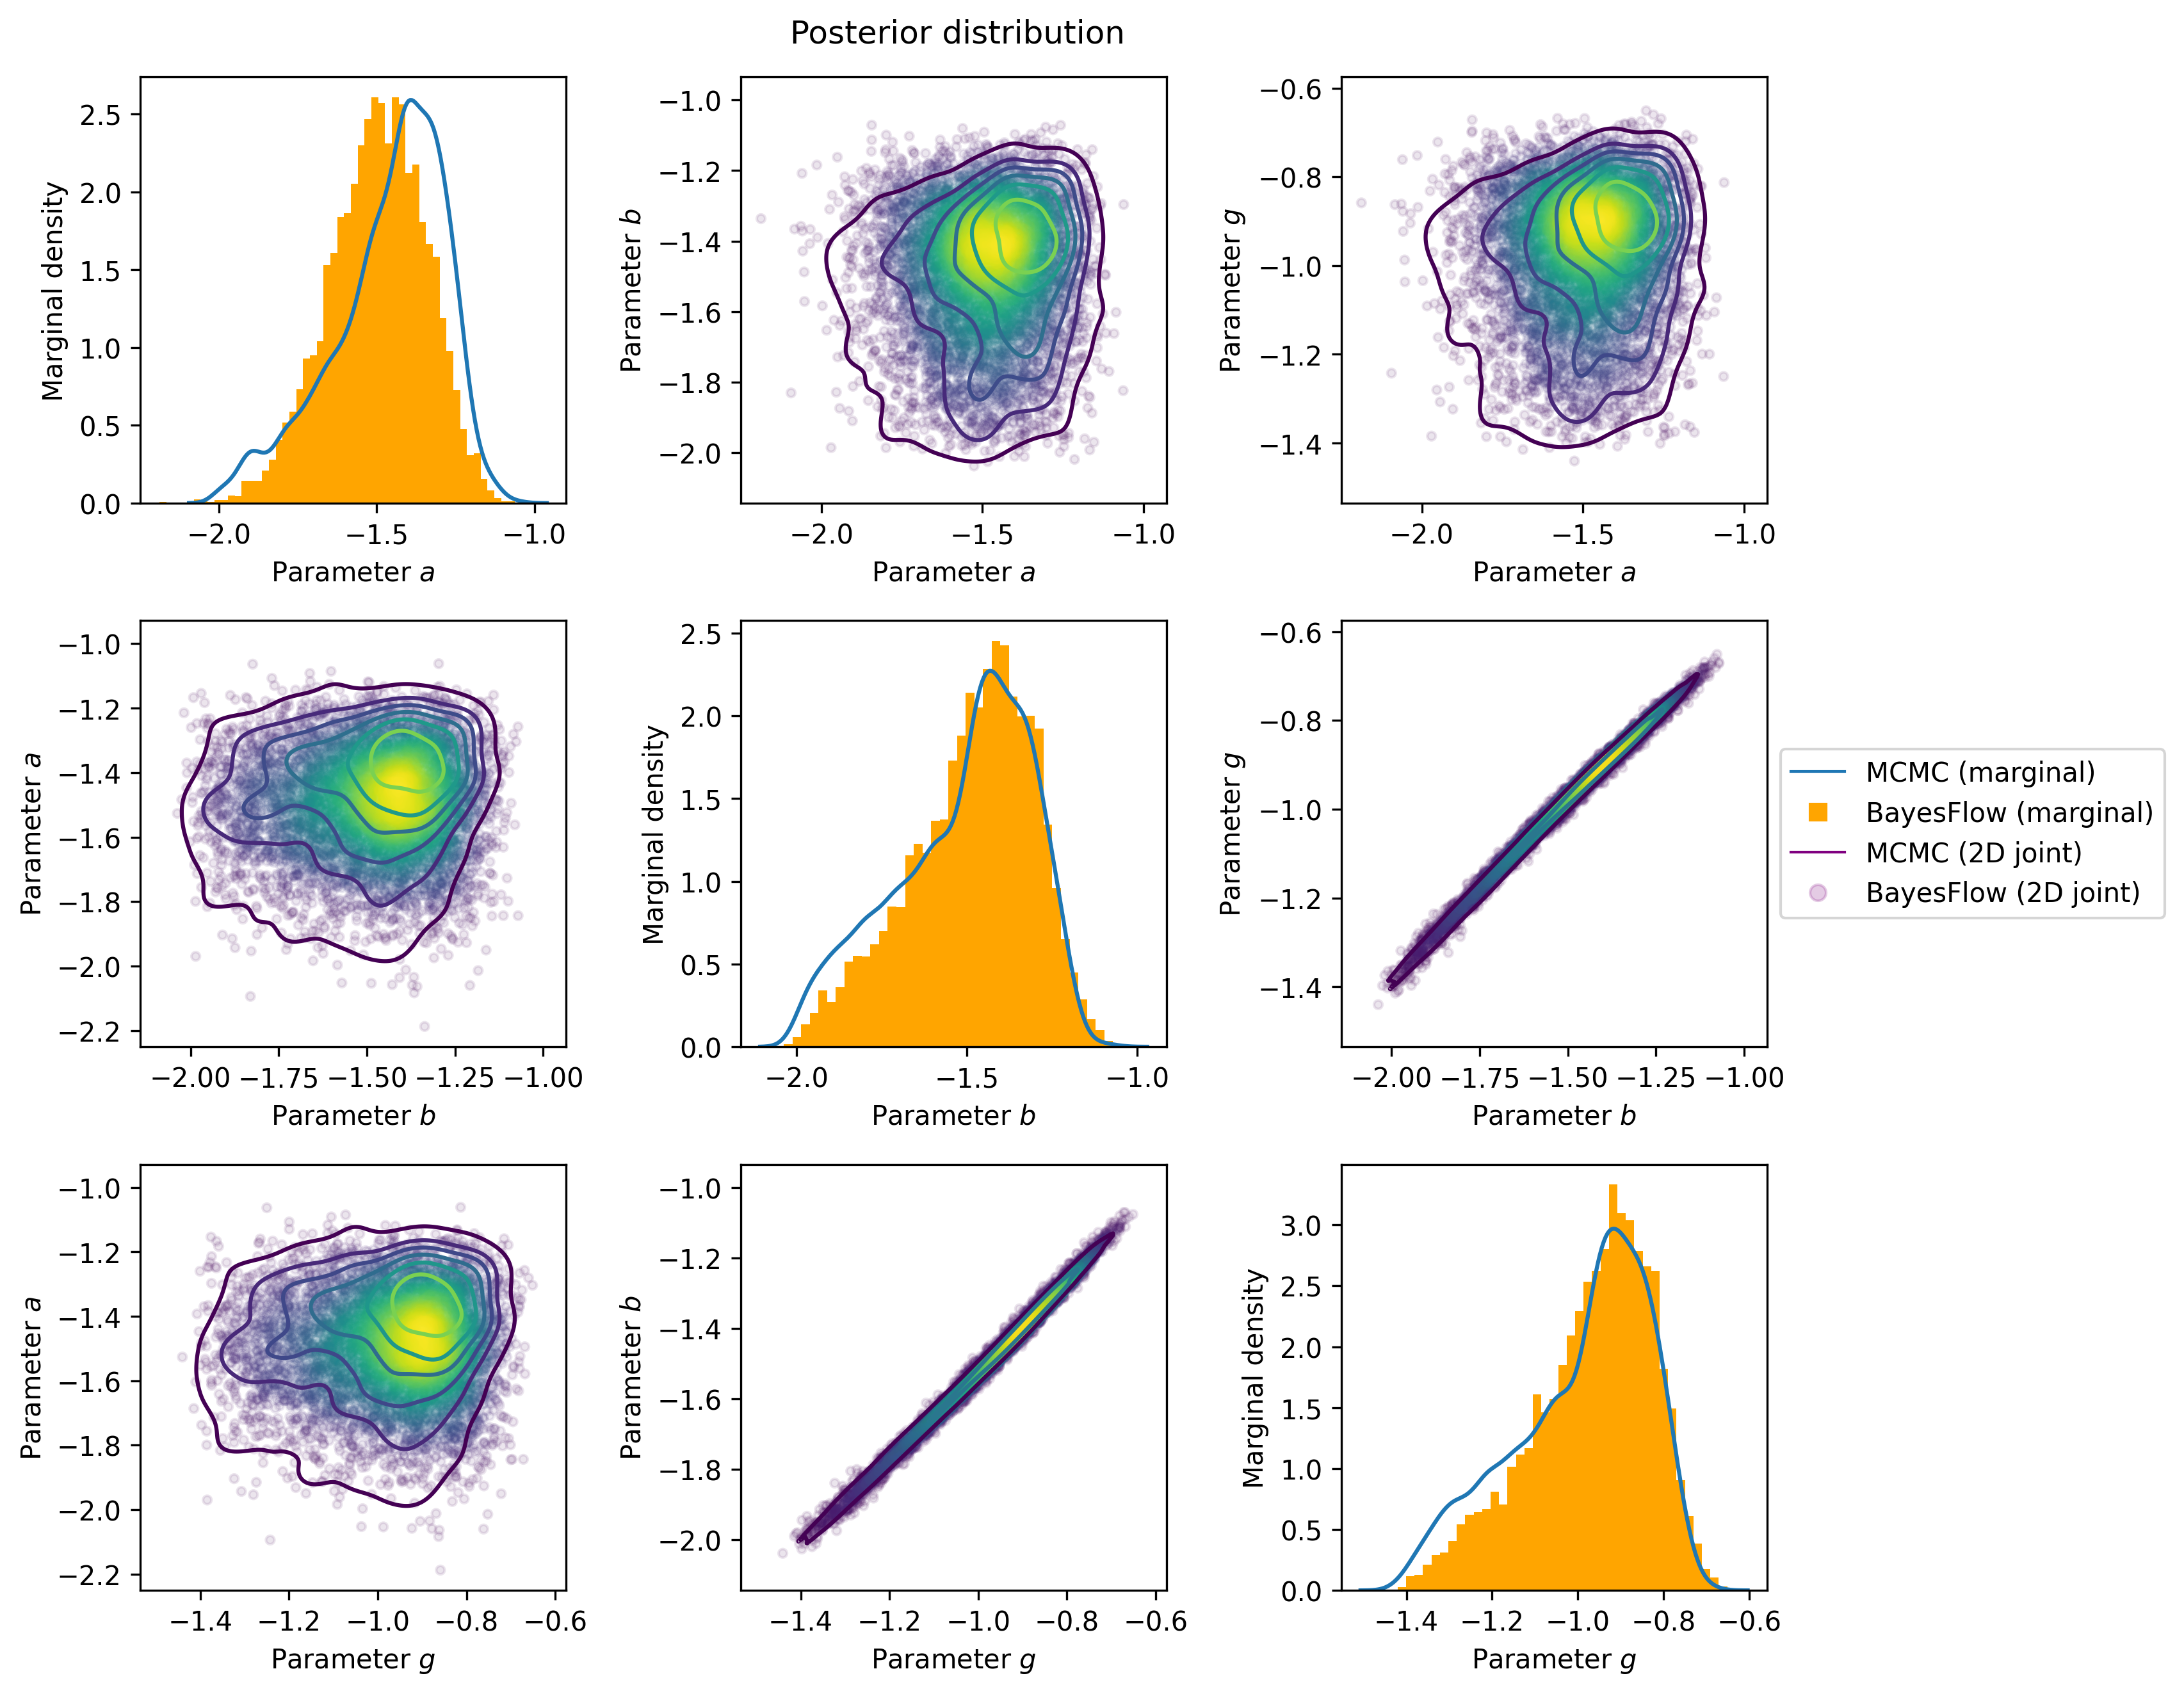 Posterior distribution
2.5
2.0
1.5
1.0
0.5
0.0
Marginal density
−2.0 −1.5 −1.0
Parameter a
−1.0
−1.2
−1.4
−1.6
−1.8
−2.0
Parameter b
−2.0 −1.5 −1.0
Parameter a
−0.6
−0.8
−1.0
−1.2
−1.4
Parameter g
−2.0 −1.5 −1.0
Parameter a
−1.0
−1.2
−1.4
−1.6
−1.8
−2.0
−2.2
Parameter a
−2.00 −1.75 −1.50 −1.25 −1.00
Parameter b
2.5
2.0
1.5
1.0
0.5
0.0
Marginal density
−2.0 −1.5 −1.0
Parameter b
−0.6
−0.8
−1.0
−1.2
−1.4
Parameter g
−2.00 −1.75 −1.50 −1.25 −1.00
Parameter b
MCMC (marginal)
BayesFlow (marginal)
MCMC (2D joint)
BayesFlow (2D joint)
−1.0
−1.2
−1.4
−1.6
−1.8
−2.0
−2.2
Parameter a
−1.4 −1.2 −1.0 −0.8 −0.6
Parameter g
−1.0
−1.2
−1.4
−1.6
−1.8
−2.0
Parameter b
−1.4 −1.2 −1.0 −0.8 −0.6
Parameter g
3.0
2.5
2.0
1.5
1.0
0.5
0.0
Marginal density
−1.4 −1.2 −1.0 −0.8 −0.6
Parameter g